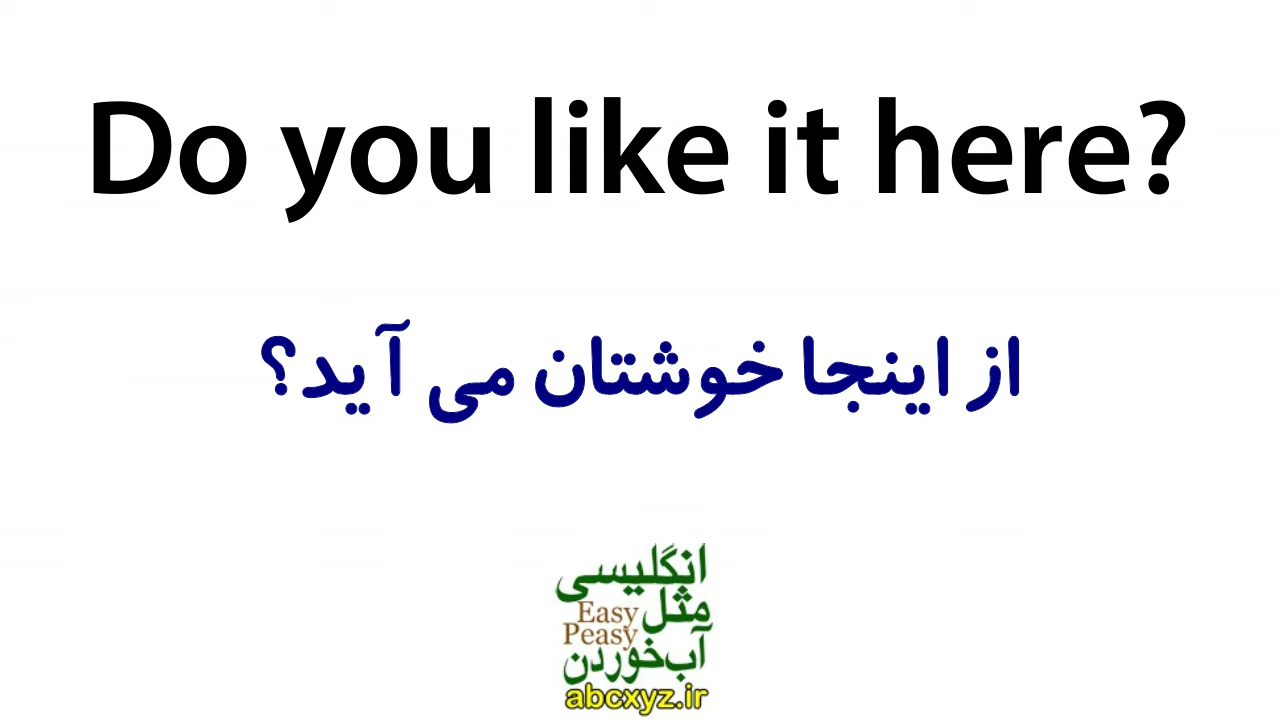 Do you like it here?
از اینجا خوشتان می آید؟
انگلیسی
مثل
Easy
Peasy
آب خوردن
abcxyz.ir